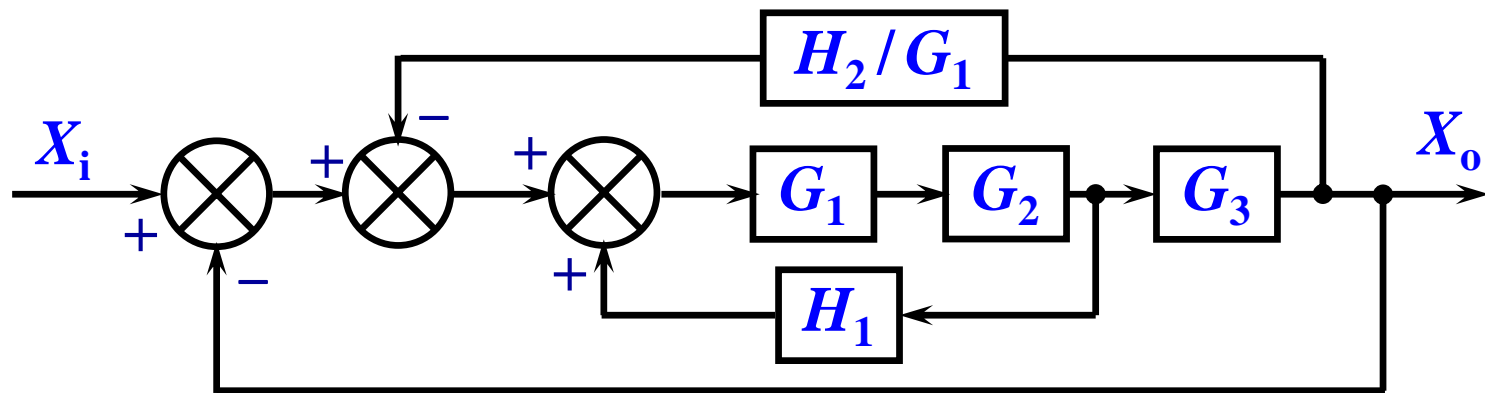 H₂ / G₁
−
Xᵢ
+
+
Xₒ
G₁
G₂
G₃
+
+
−
H₁